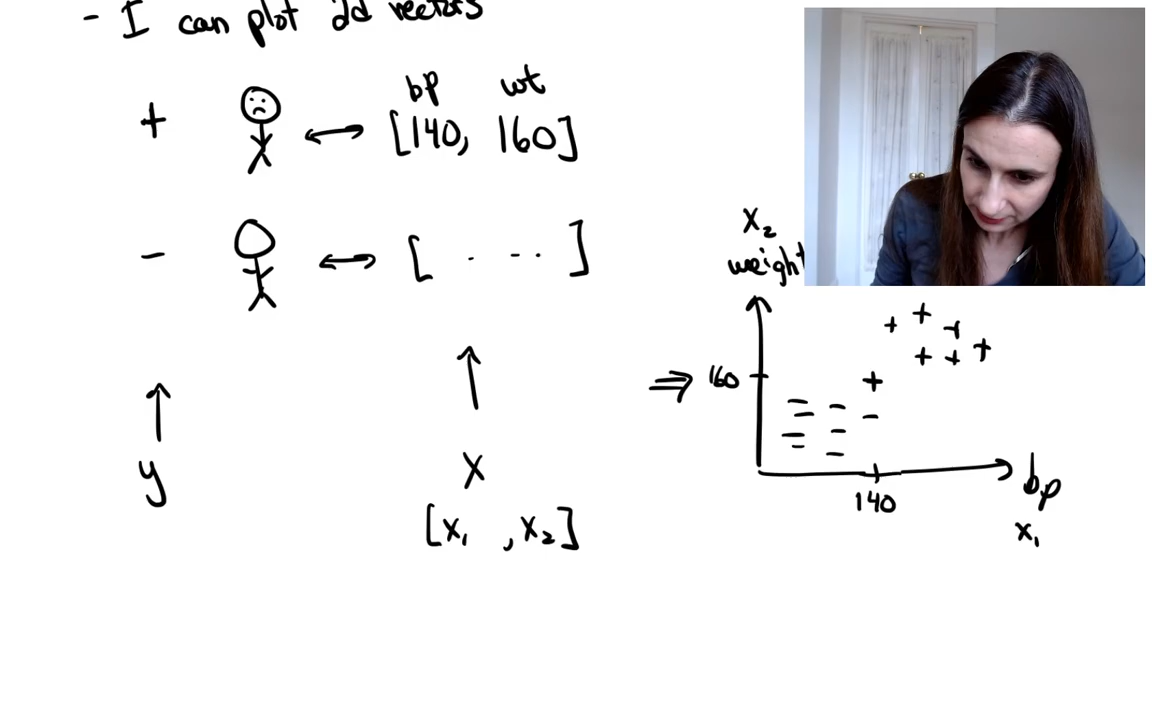 - I can plot 2d vectors
bp wt
+ ↔ [140, 160]
- ↔ [ . . . ]
y
x
[x₁ , x₂]
x₂
weight
⇒ 160
140
bp
x₁